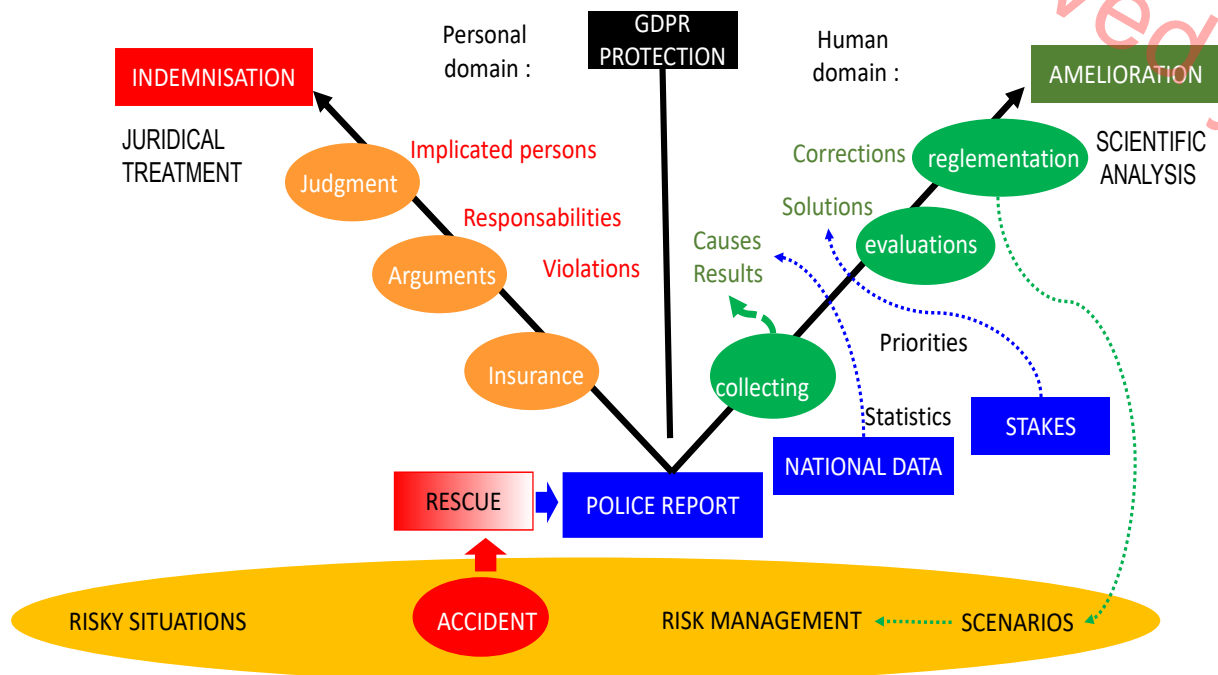 Personal
domain :
GDPR
PROTECTION
Human
domain :
ved
INDEMNISATION
AMELIORATION
JURIDICAL
TREATMENT
Implicated persons
Judgment
Corrections
reglementation
SCIENTIFIC
ANALYSIS
Responsabilities
Solutions
Arguments
Violations
Causes
Results
evaluations
Insurance
collecting
Priorities
Statistics
STAKES
NATIONAL DATA
RESCUE
POLICE REPORT
RISKY SITUATIONS
ACCIDENT
RISK MANAGEMENT
SCENARIOS